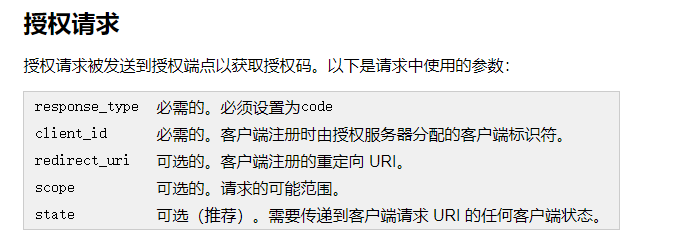 授权请求
授权请求被发送到授权端点以获取授权码。以下是请求中使用的参数：
response_type 必需的。必须设置为code
client_id 必需的。客户端注册时由授权服务器分配的客户端标识符。
redirect_uri 可选的。客户端注册的重定向 URI。
scope 可选的。请求的可能范围。
state 可选（推荐）。需要传递到客户端请求 URI 的任何客户端状态。